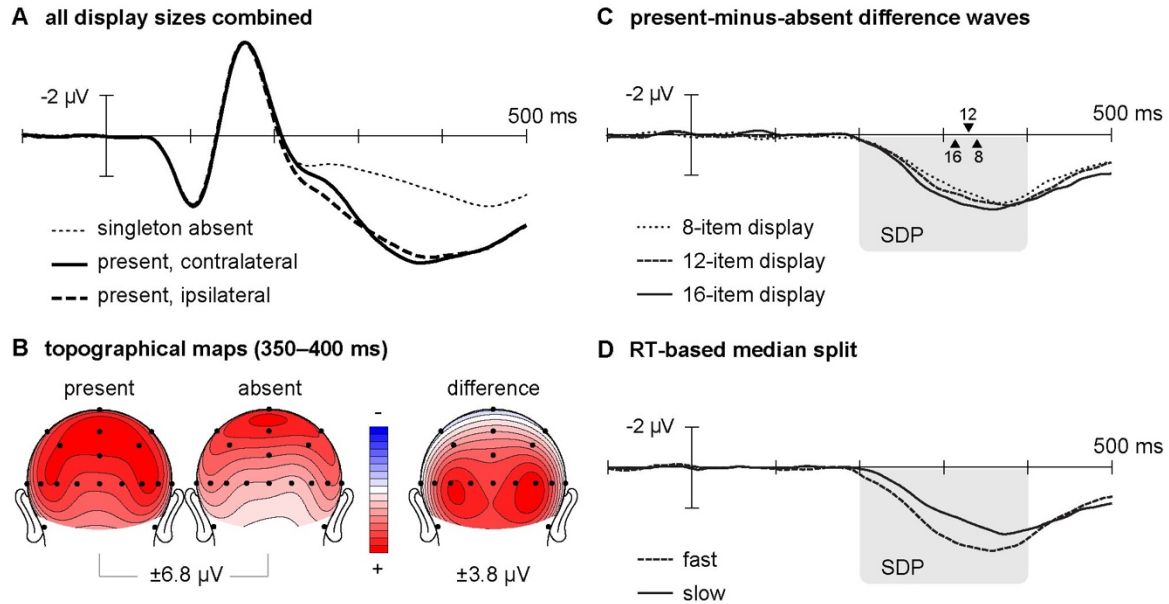 A all display sizes combined
-2 µV
500 ms
singleton absent
present, contralateral
present, ipsilateral
B topographical maps (350–400 ms)
present
absent
difference
-
+
±6.8 µV
±3.8 µV
C present-minus-absent difference waves
-2 µV
500 ms
12
16
8
SDP
8-item display
12-item display
16-item display
D RT-based median split
-2 µV
500 ms
SDP
fast
slow